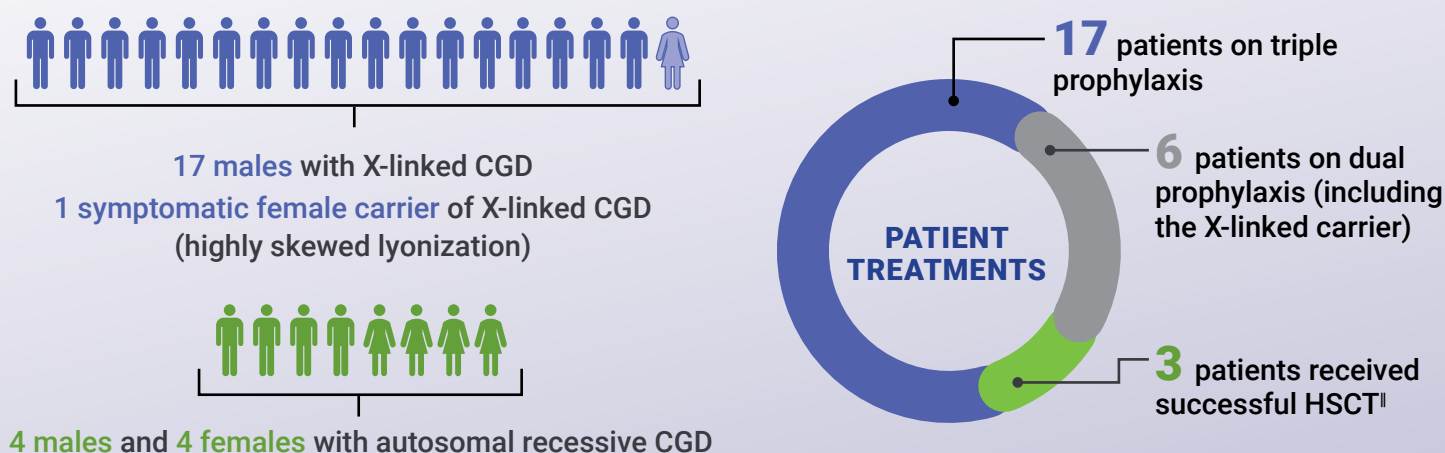 17 males with X-linked CGD
1 symptomatic female carrier of X-linked CGD
(highly skewed lyonization)
4 males and 4 females with autosomal recessive CGD
PATIENT
TREATMENTS
17 patients on triple
prophylaxis
6 patients on dual
prophylaxis (including
the X-linked carrier)
3 patients received
successful HSCT‖